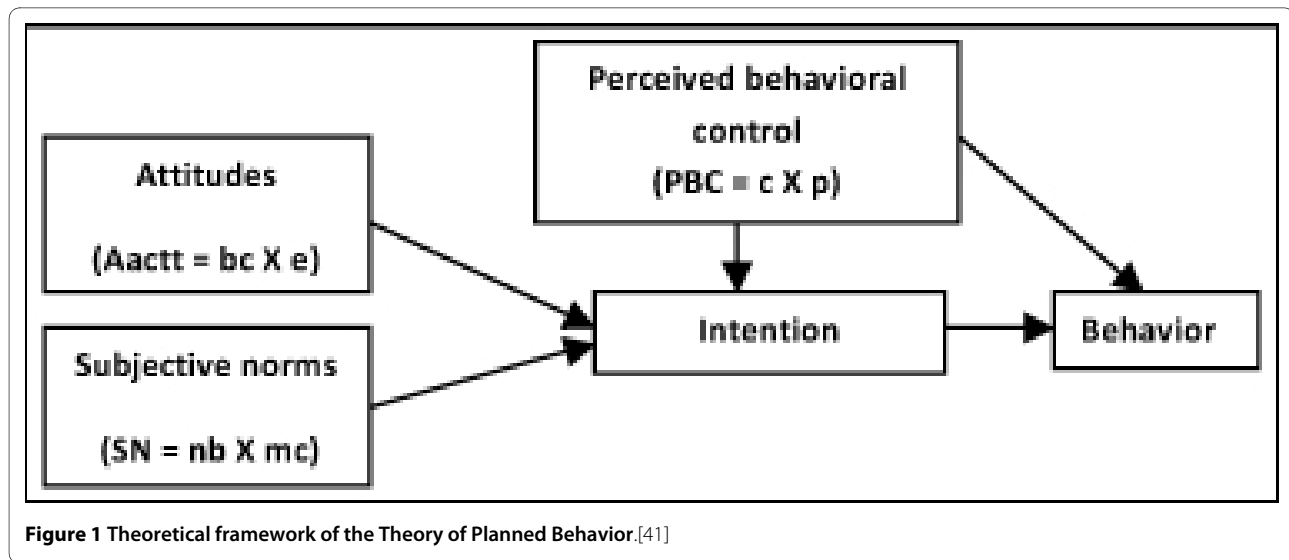 Perceived behavioral
control
(PBC = c X p)
Attitudes
(Aactt = bc X e)
Subjective norms
(SN = nb X mc)
Intention
Behavior
Figure 1 Theoretical framework of the Theory of Planned Behavior.[41]